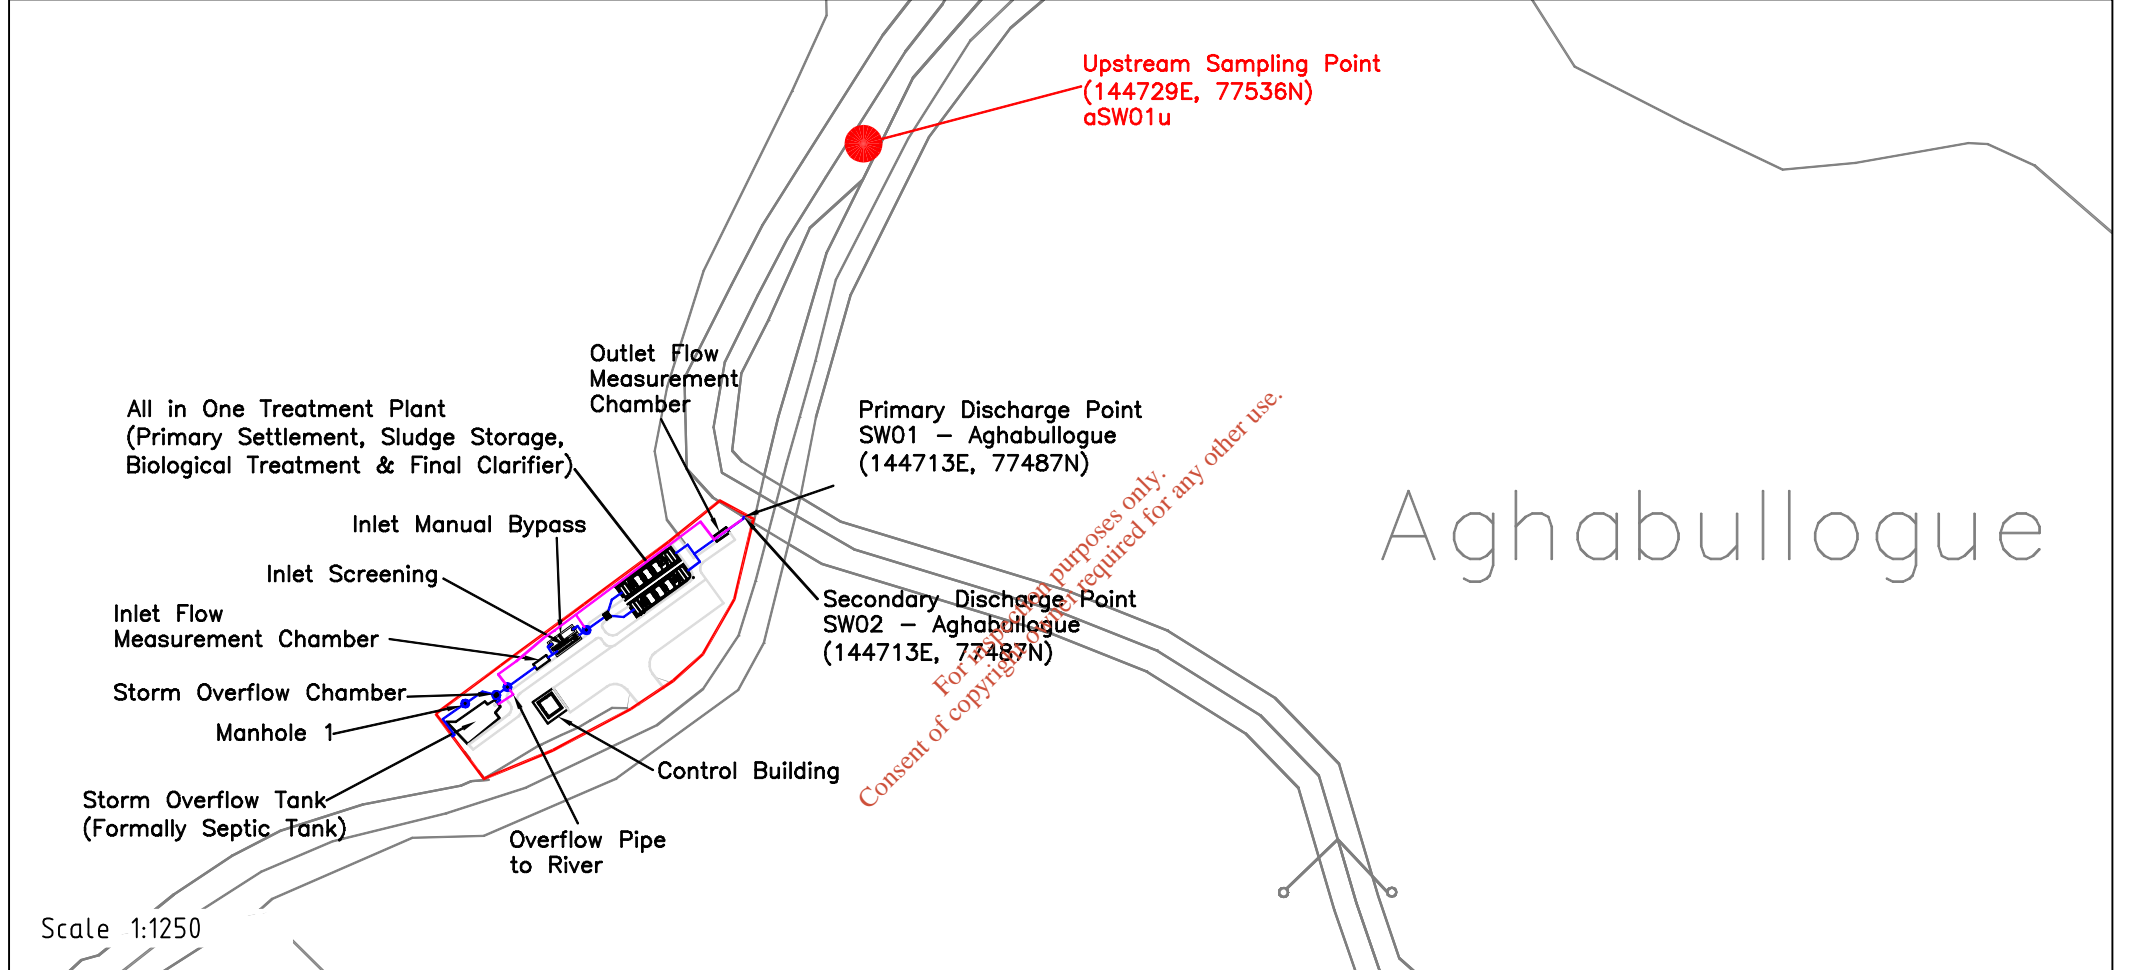 Upstream Sampling Point
(144729E, 77536N)
aSW01u
Outlet Flow
Measurement
Chamber
All in One Treatment Plant
(Primary Settlement, Sludge Storage,
Biological Treatment & Final Clarifier)
Primary Discharge Point
SW01 – Aghabullogue
(144713E, 77487N)
Inlet Manual Bypass
Inlet Screening
Inlet Flow
Measurement Chamber
Secondary Discharge Point
SW02 – Aghabullogue
(144713E, 77487N)
Aghabullogue
For inspection purposes only.
Consent of copyright owner required for any other use.
Storm Overflow Chamber
Manhole 1
Control Building
Storm Overflow Tank
(Formally Septic Tank)
Overflow Pipe
to River
Scale 1:1250